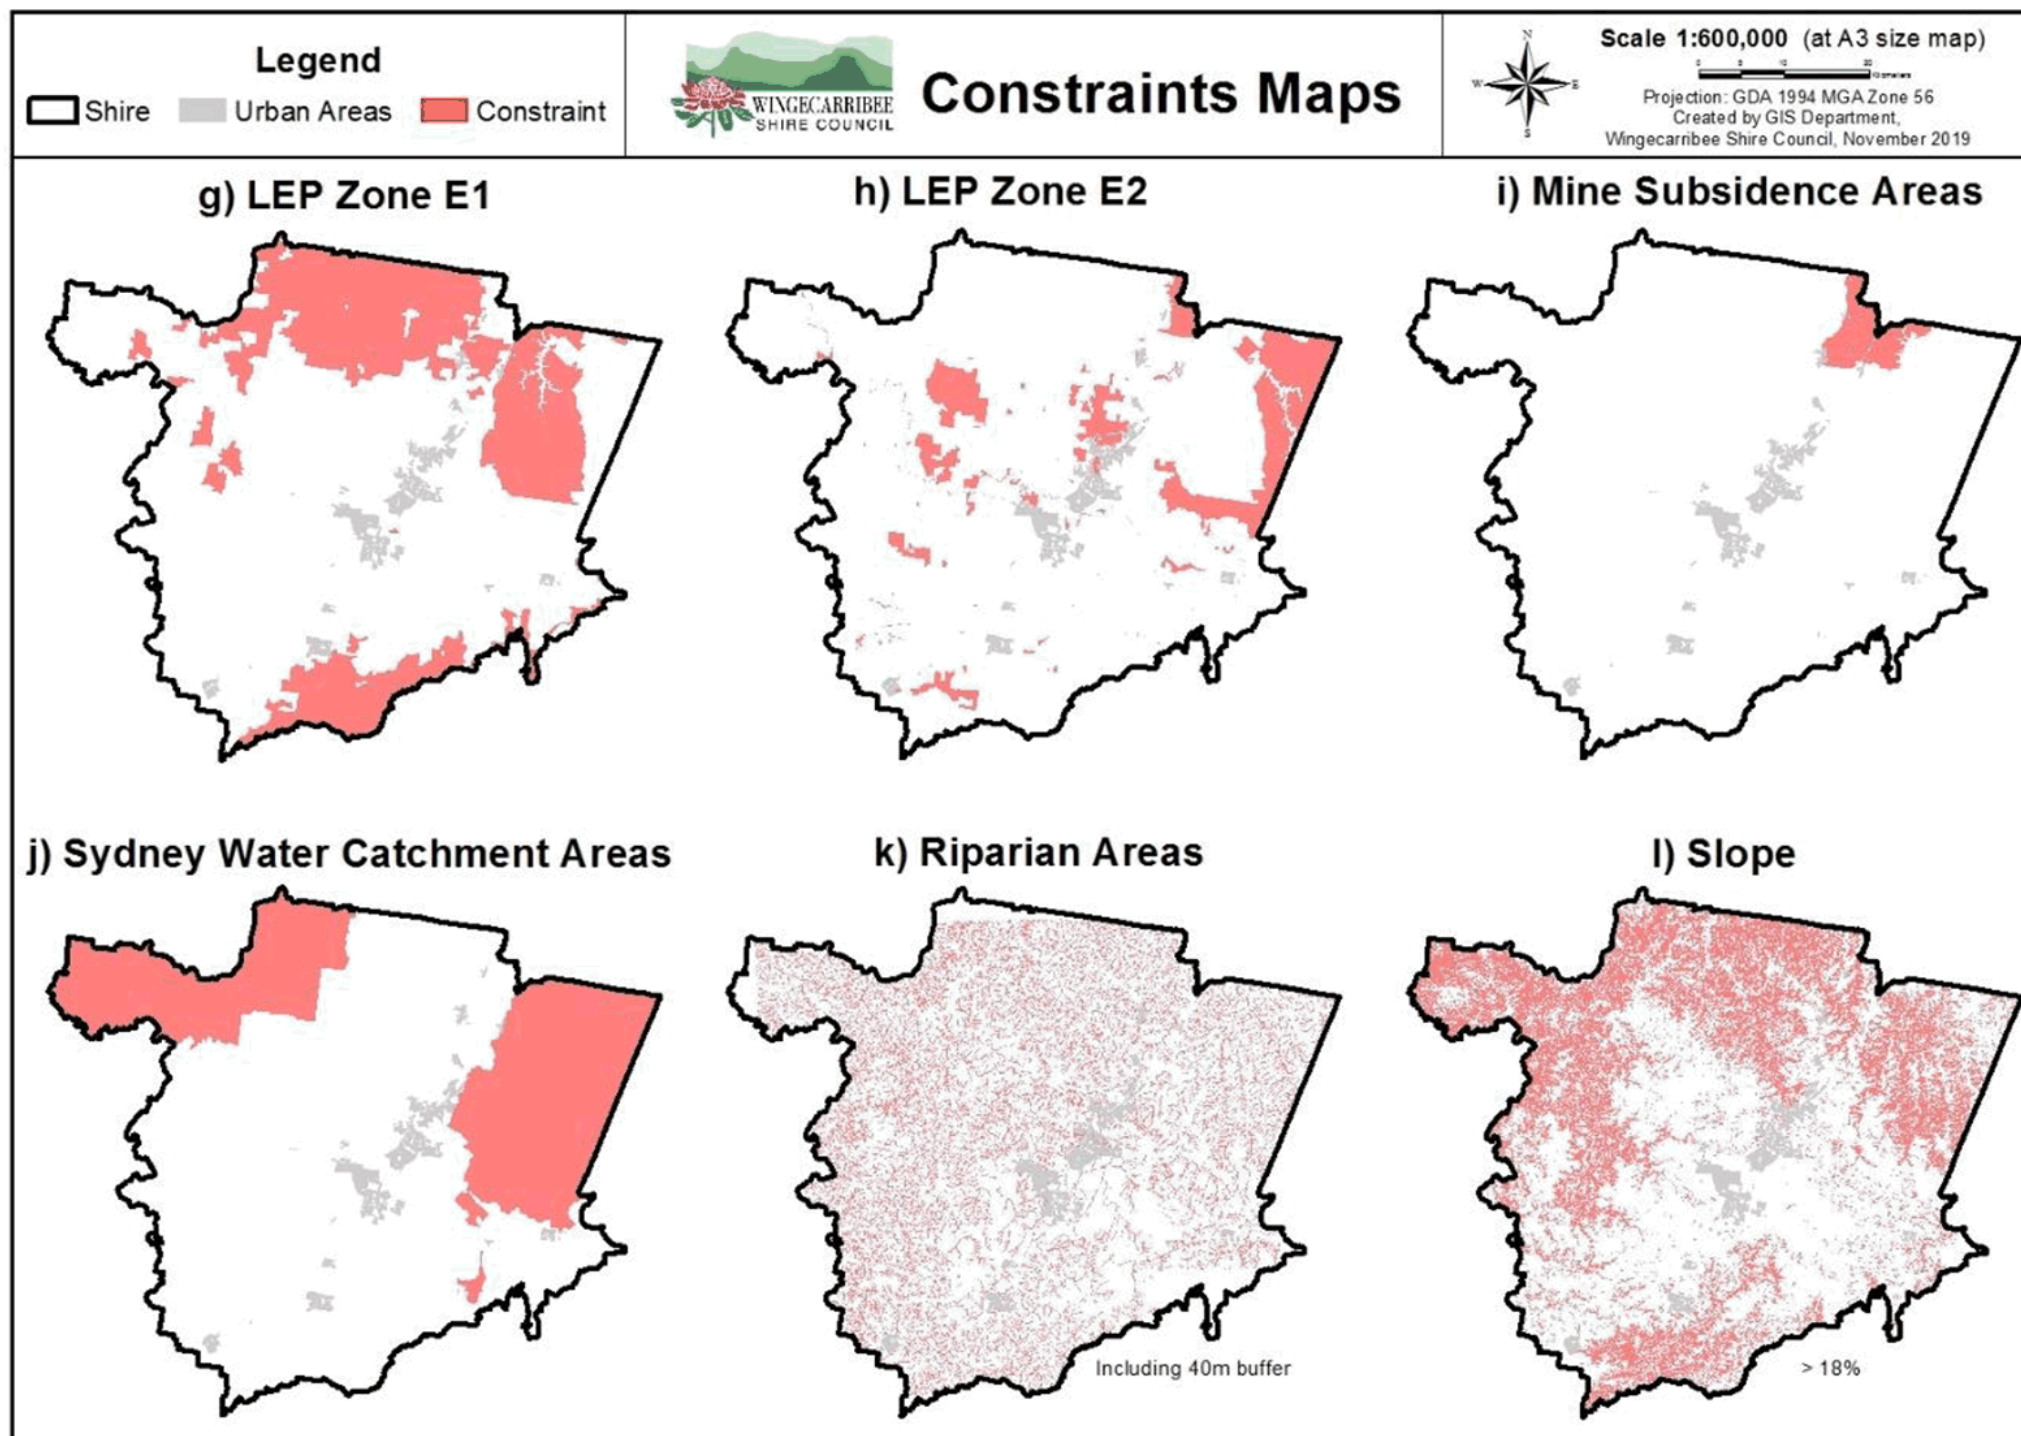 Legend
Shire
Urban Areas
Constraint
WINGECARRIBEE
SHIRE COUNCIL
Constraints Maps
N
W
E
S
Scale 1:600,000 (at A3 size map)
Projection: GDA 1994 MGA Zone 56
Created by GIS Department,
Wingecarribee Shire Council, November 2019
g) LEP Zone E1
h) LEP Zone E2
i) Mine Subsidence Areas
j) Sydney Water Catchment Areas
k) Riparian Areas
l) Slope
Including 40m buffer
> 18%